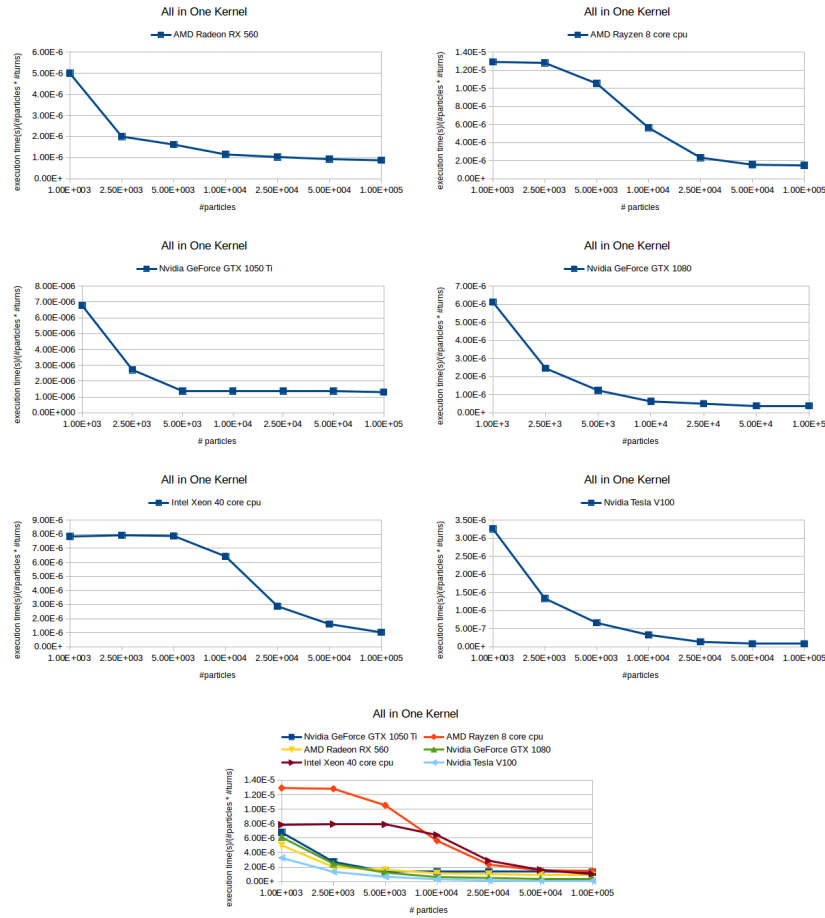 All in One Kernel
AMD Radeon RX 560
execution time(s)/(#particles * #turns)
6.00E-6
5.00E-6
4.00E-6
3.00E-6
2.00E-6
1.00E-6
0.00E+
1.00E+003 2.50E+003 5.00E+003 1.00E+004 2.50E+004 5.00E+004 1.00E+005
#particles
All in One Kernel
AMD Rayzen 8 core cpu
execution time(s)/(#particles * #turns)
1.40E-5
1.20E-5
1.00E-5
8.00E-6
6.00E-6
4.00E-6
2.00E-6
0.00E+
1.00E+003 2.50E+003 5.00E+003 1.00E+004 2.50E+004 5.00E+004 1.00E+005
# particles
All in One Kernel
Nvidia GeForce GTX 1050 Ti
execution time(s)/(#particles * #turns)
8.00E-006
7.00E-006
6.00E-006
5.00E-006
4.00E-006
3.00E-006
2.00E-006
1.00E-006
0.00E+000
1.00E+03 2.50E+03 5.00E+03 1.00E+04 2.50E+04 5.00E+04 1.00E+05
# particles
All in One Kernel
Nvidia GeForce GTX 1080
execution time(s)/(#particles * #turns)
7.00E-6
6.00E-6
5.00E-6
4.00E-6
3.00E-6
2.00E-6
1.00E-6
0.00E+
1.00E+3 2.50E+3 5.00E+3 1.00E+4 2.50E+4 5.00E+4 1.00E+5
# particles
All in One Kernel
Intel Xeon 40 core cpu
execution time(s)/(#particles * #turns)
9.00E-6
8.00E-6
7.00E-6
6.00E-6
5.00E-6
4.00E-6
3.00E-6
2.00E-6
1.00E-6
0.00E+
1.00E+003 2.50E+003 5.00E+003 1.00E+004 2.50E+004 5.00E+004 1.00E+005
#particles
All in One Kernel
Nvidia Tesla V100
execution time(s)/(#particles * #turns)
3.50E-6
3.00E-6
2.50E-6
2.00E-6
1.50E-6
1.00E-6
5.00E-7
0.00E+
1.00E+003 2.50E+003 5.00E+003 1.00E+004 2.50E+004 5.00E+004 1.00E+005
#particles
All in One Kernel
Nvidia GeForce GTX 1050 Ti AMD Rayzen 8 core cpu
AMD Radeon RX 560 Nvidia GeForce GTX 1080
Intel Xeon 40 core cpu Nvidia Tesla V100
execution time(s)/(#particles * #turns)
1.40E-5
1.20E-5
1.00E-5
8.00E-6
6.00E-6
4.00E-6
2.00E-6
0.00E+
1.00E+003 2.50E+003 5.00E+003 1.00E+004 2.50E+004 5.00E+004 1.00E+005
# particles